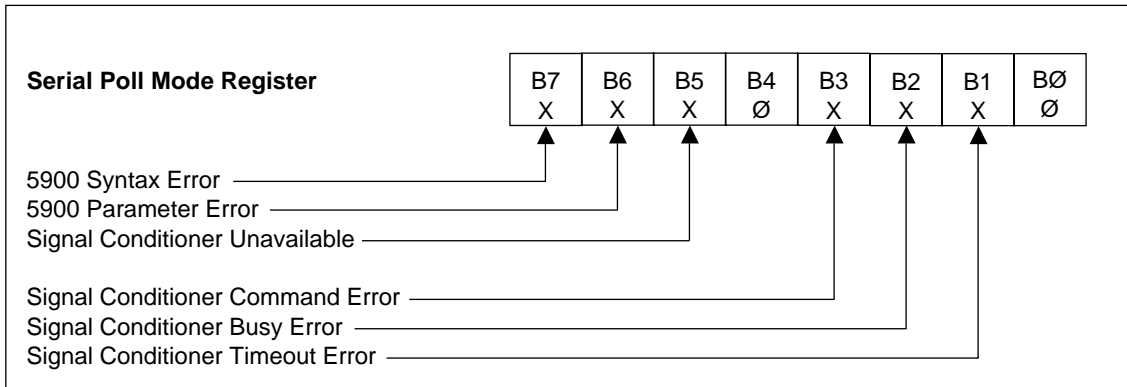 Serial Poll Mode Register
B7 B6 B5 B4 B3 B2 B1 BØ
X X X Ø X X X Ø
5900 Syntax Error
5900 Parameter Error
Signal Conditioner Unavailable
Signal Conditioner Command Error
Signal Conditioner Busy Error
Signal Conditioner Timeout Error